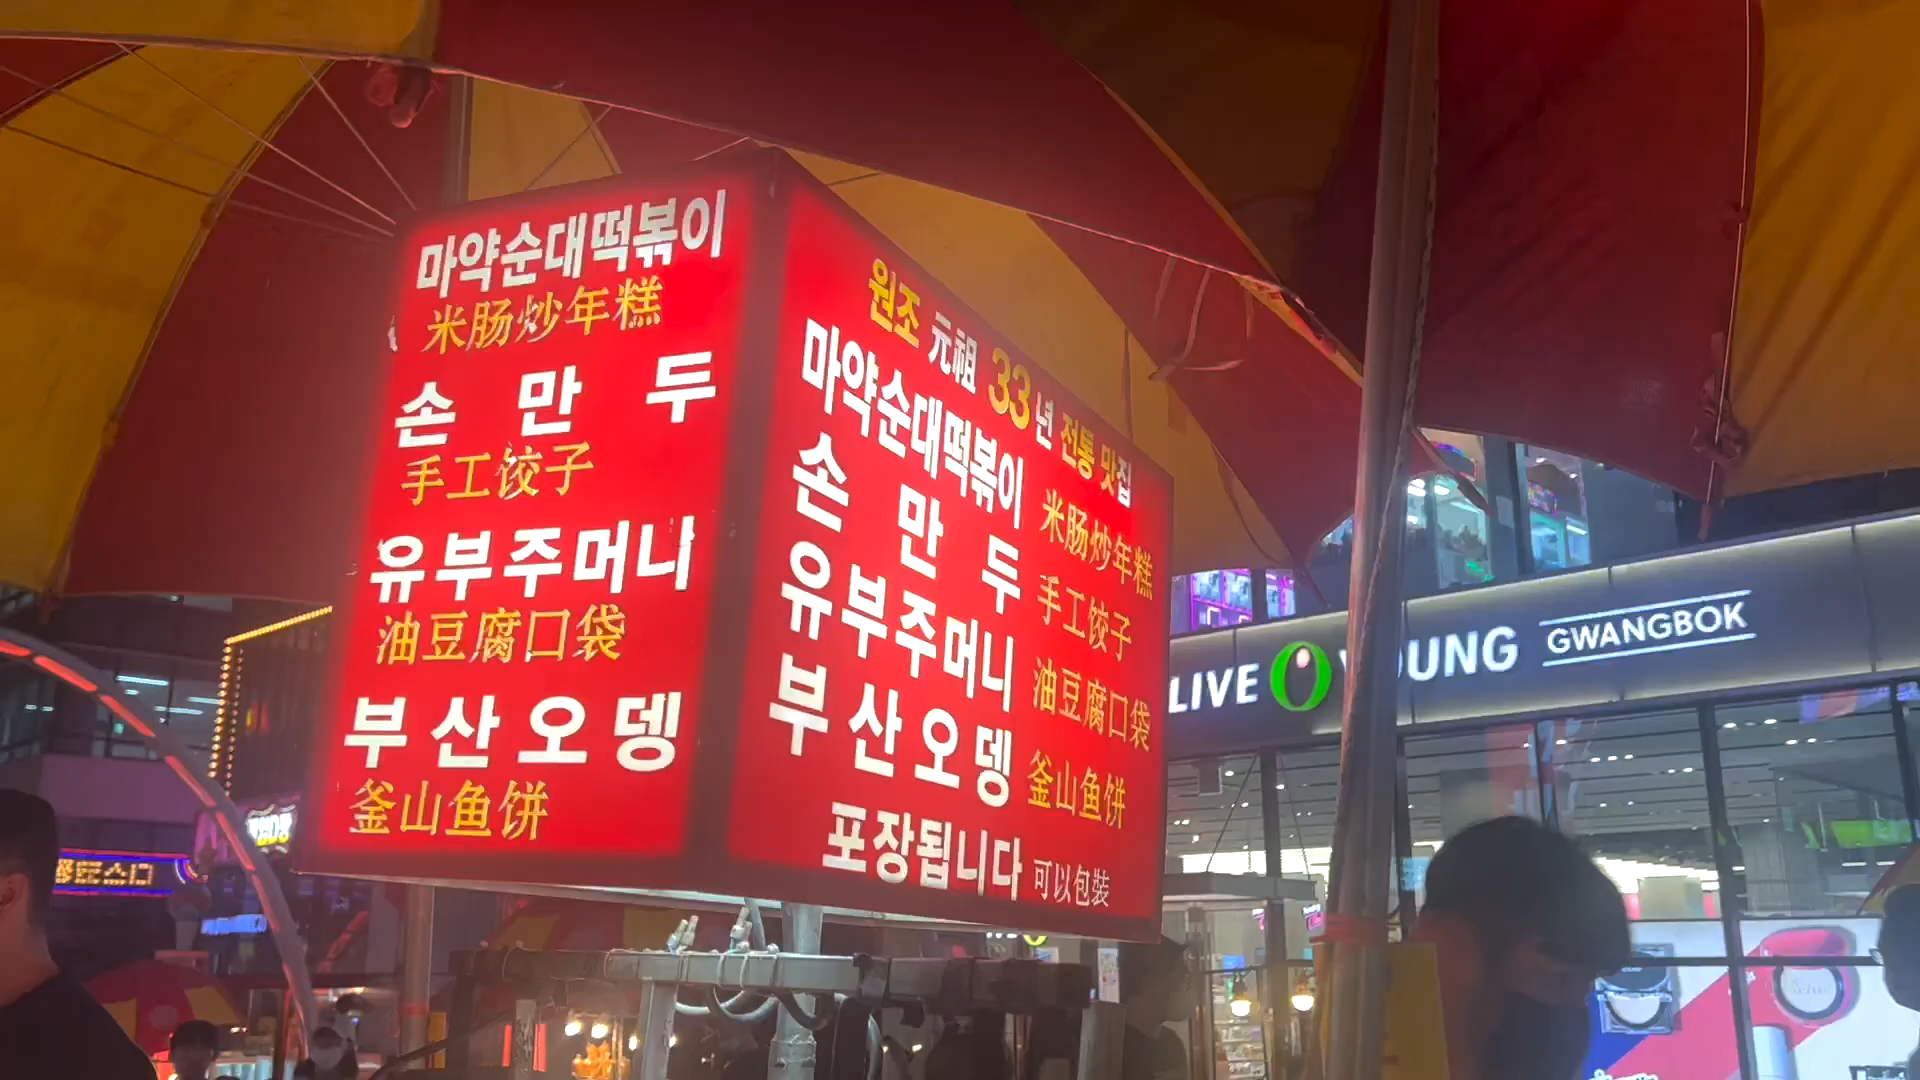 마약순대떡볶이
米肠炒年糕
손 만 두
手工饺子
유부주머니
油豆腐口袋
부산오뎅
釜山鱼饼
원조 元祖 33년 전통 맛집
마약순대떡볶이 米肠炒年糕
손 만 두 手工饺子
유부주머니 油豆腐口袋
부산오뎅 釜山鱼饼
포장됩니다 可以包裝
LIVE YOUNG GWANGBOK